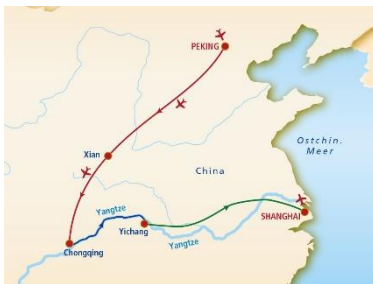 PEKING
Ostchin.
Meer
Xian
China
Yangtze
SHANGHAI
Yichang
Yangtze
Chongqing